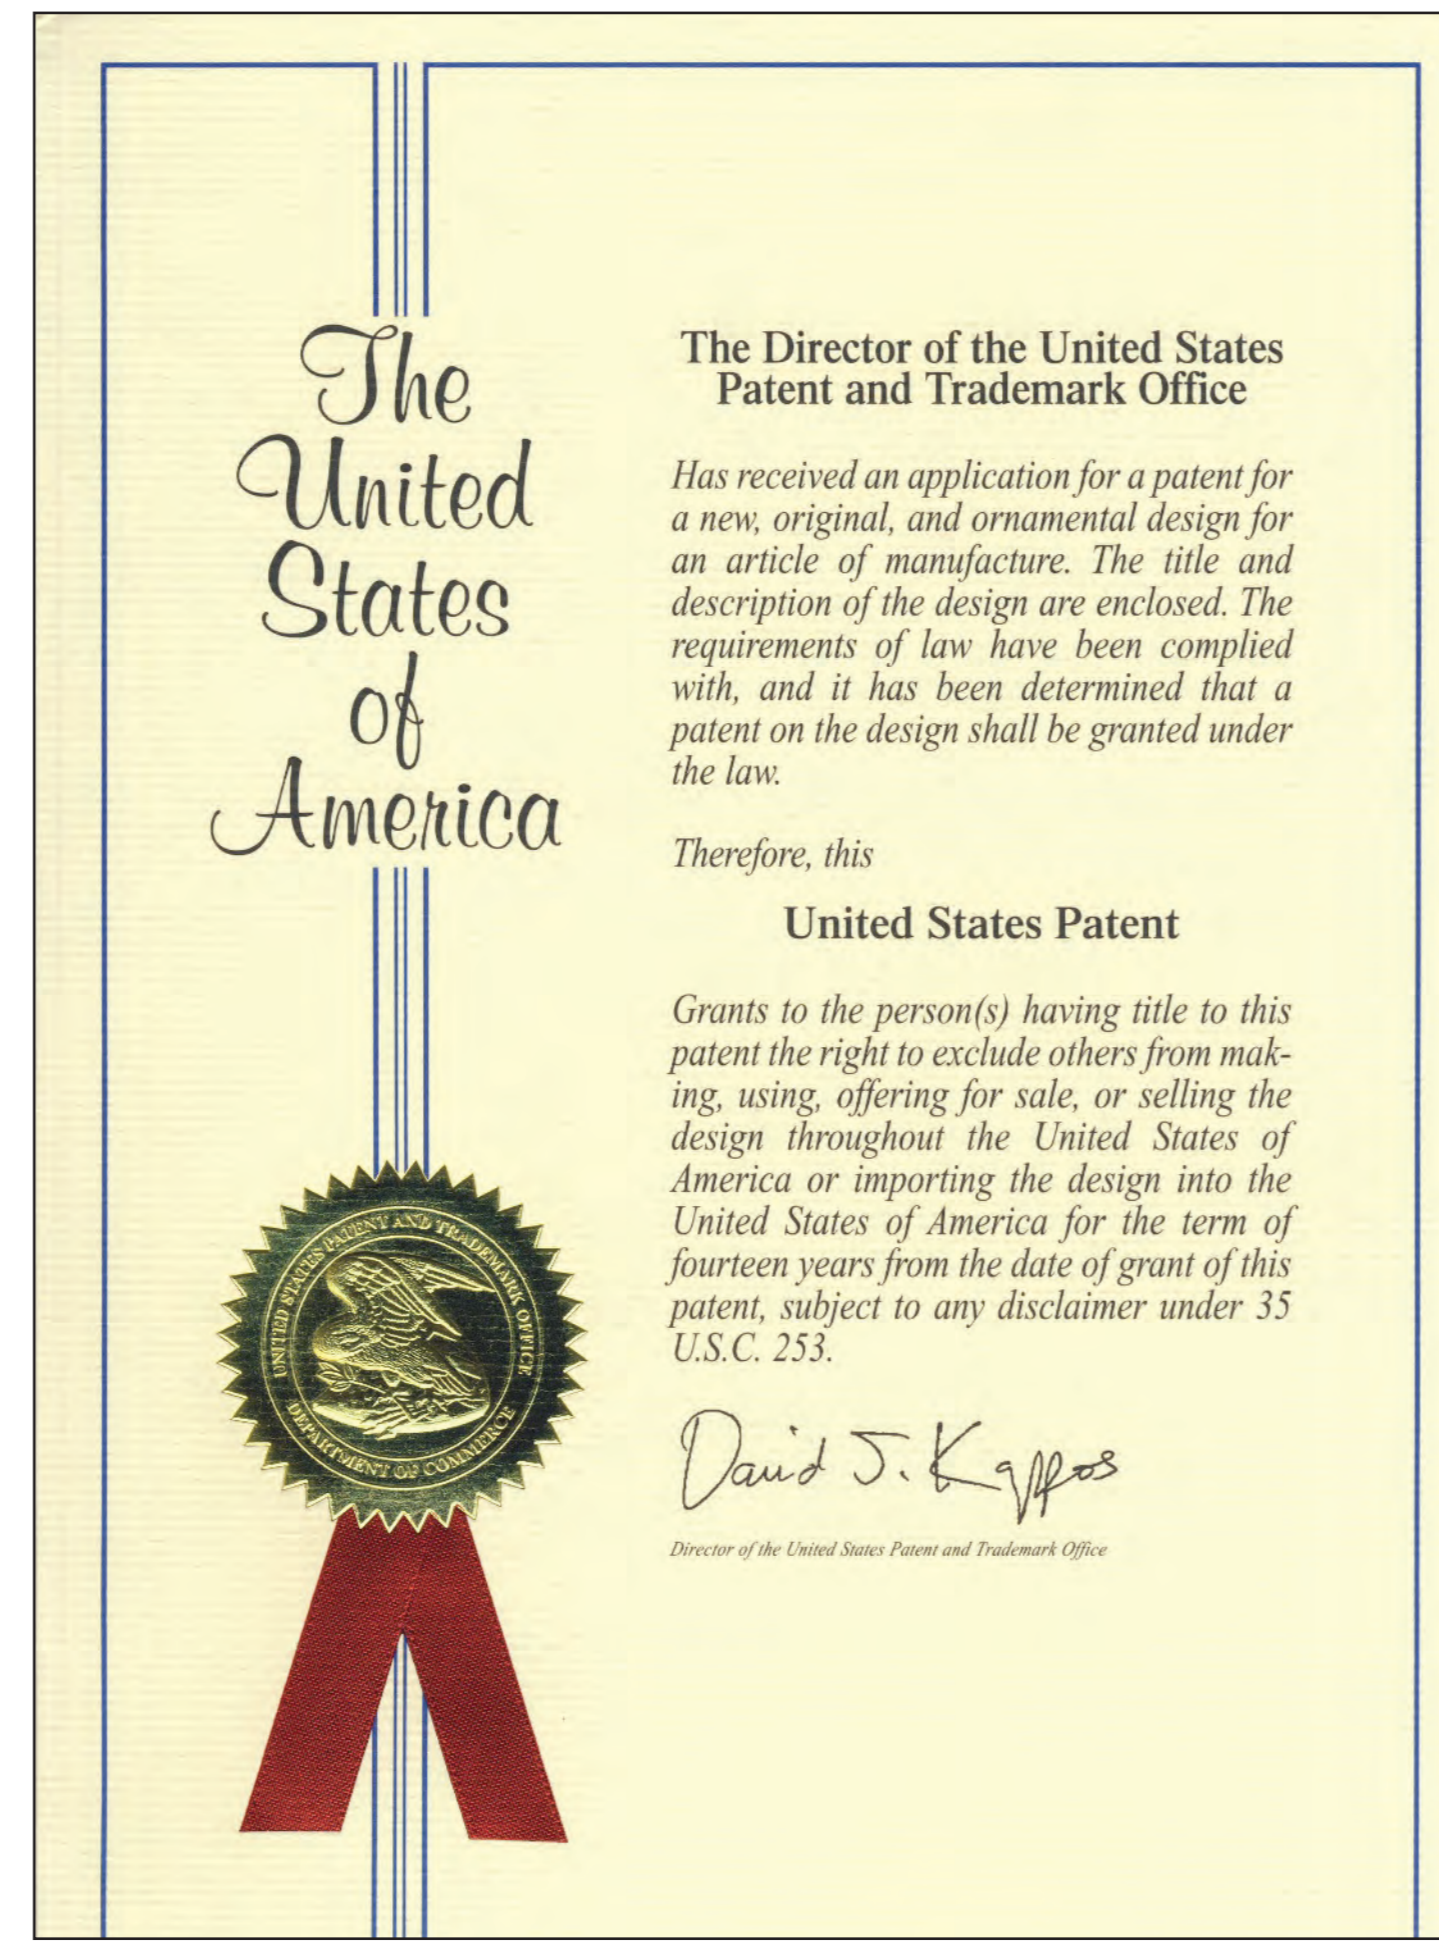 The
United
States
of
America
The Director of the United States
Patent and Trademark Office
Has received an application for a patent for
a new, original, and ornamental design for
an article of manufacture. The title and
description of the design are enclosed. The
requirements of law have been complied
with, and it has been determined that a
patent on the design shall be granted under
the law.
Therefore, this
United States Patent
Grants to the person(s) having title to this
patent the right to exclude others from mak-
ing, using, offering for sale, or selling the
design throughout the United States of
America or importing the design into the
United States of America for the term of
fourteen years from the date of grant of this
patent, subject to any disclaimer under 35
U.S.C. 253.
David J. Kappos
Director of the United States Patent and Trademark Office
UNITED STATES PATENT AND TRADEMARK OFFICE
DEPARTMENT OF COMMERCE